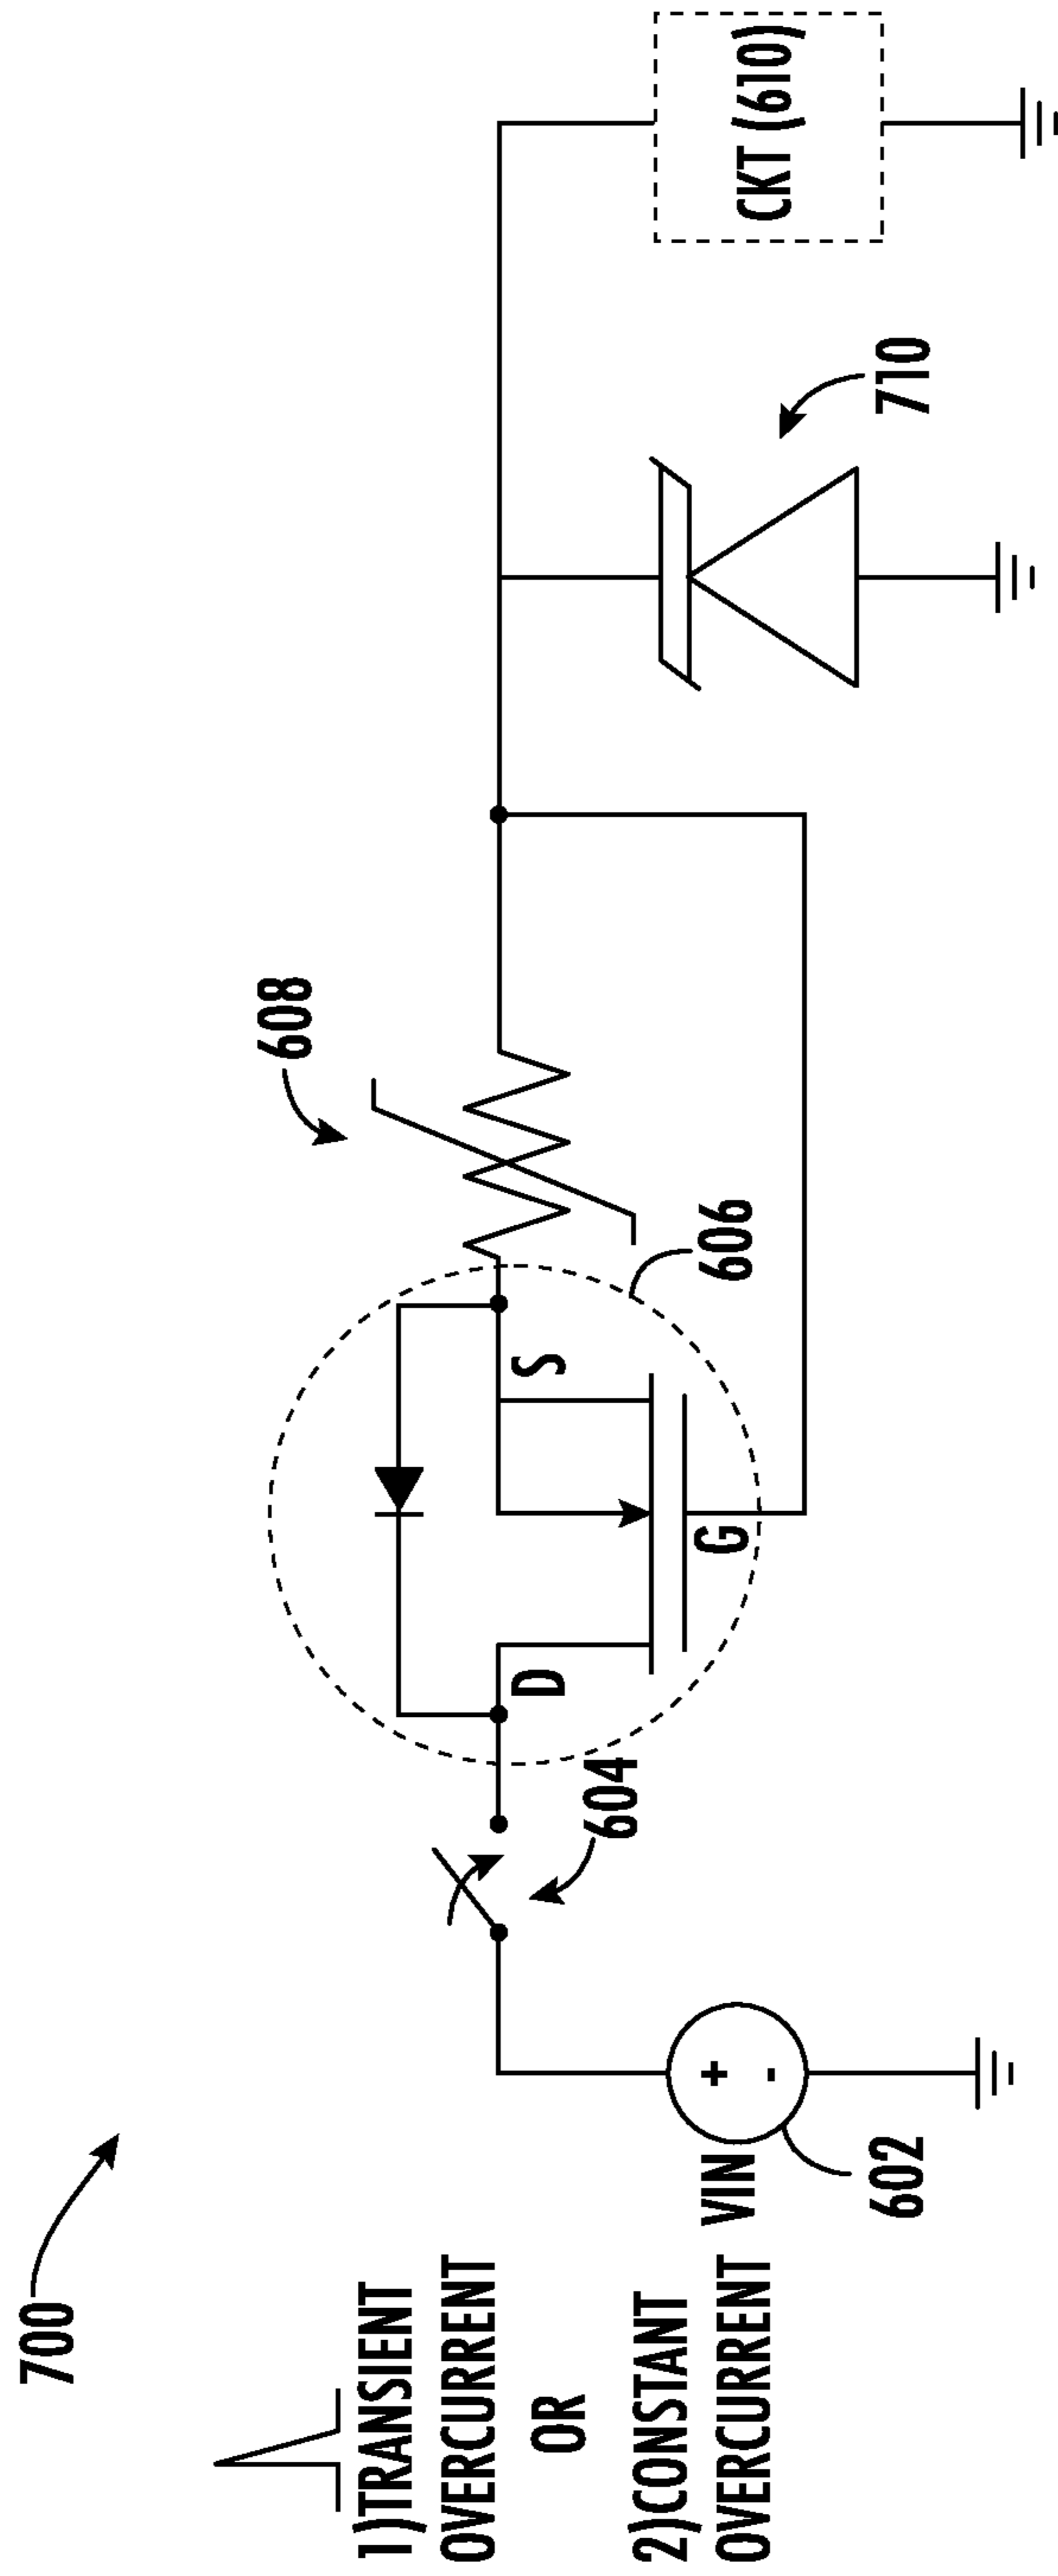 700
1)TRANSIENT
OVERCURRENT
OR
2)CONSTANT
OVERCURRENT
VIN
+
-
602
604
D
G
S
606
608
710
CKT (610)